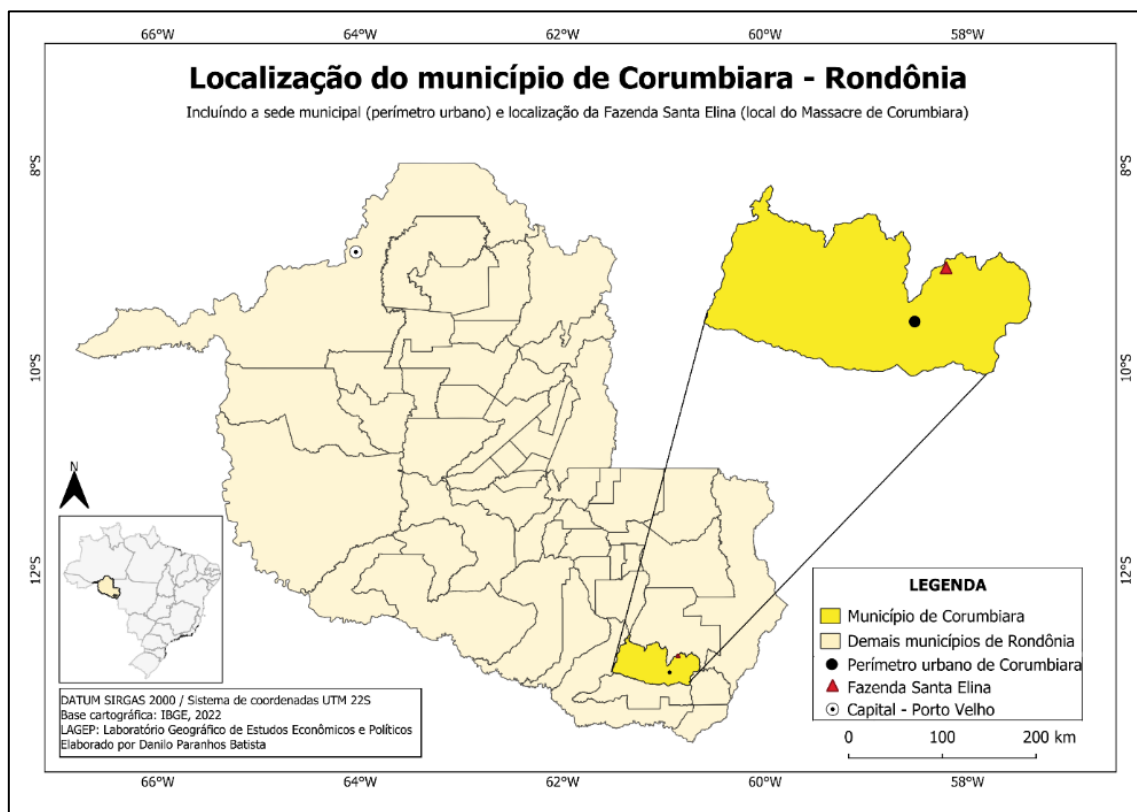 66°W 64°W 62°W 60°W 58°W
Localização do município de Corumbiara - Rondônia
Incluíndo a sede municipal (perímetro urbano) e localização da Fazenda Santa Elina (local do Massacre de Corumbiara)
8°S 8°S
10°S 10°S
12°S 12°S
N
LEGENDA
Município de Corumbiara
Demais municípios de Rondônia
Perímetro urbano de Corumbiara
Fazenda Santa Elina
Capital - Porto Velho
0 100 200 km
DATUM SIRGAS 2000 / Sistema de coordenadas UTM 22S
Base cartográfica: IBGE, 2022
LAGEP: Laboratório Geográfico de Estudos Econômicos e Políticos
Elaborado por Danilo Paranhos Batista
66°W 64°W 62°W 60°W 58°W